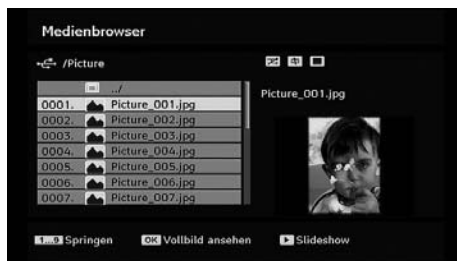 Medienbrowser
/Picture
../
0001. Picture_001.jpg
0002. Picture_002.jpg
0003. Picture_003.jpg
0004. Picture_004.jpg
0005. Picture_005.jpg
0006. Picture_006.jpg
0007. Picture_007.jpg
Picture_001.jpg
1...9 Springen OK Vollbild ansehen Slideshow